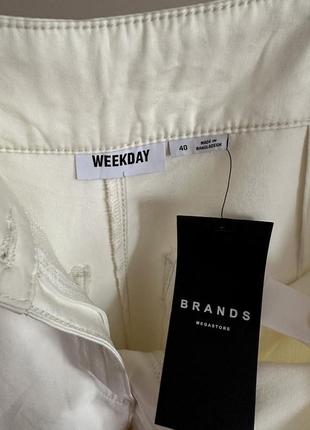 WEEKDAY
40
MADE IN
BANGLADESH
BRANDS
MEGASTORE